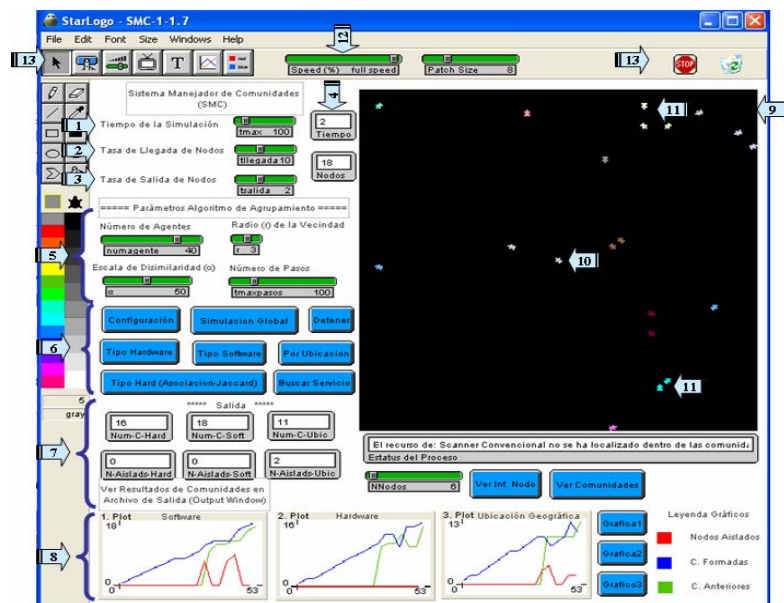 StarLogo - SMC-1-1.7
File Edit Font Size Windows Help
12
13
T
red
blue
Speed (%) full speed
Patch Size 8
13
STOP
Sistema Manejador de Comunidades
(SMC)
4
1
Tiempo de la Simulación
tmax 100
2
Tiempo
2
Tasa de Llegada de Nodos
tllegada 10
18
Nodos
3
Tasa de Salida de Nodos
tsalida 2
11
9
===== Parámetros Algoritmo de Agrupamiento =====
Número de Agentes
Radio (r) de la Vecindad
numagente 40
r 3
5
Escala de Disimilaridad (α)
Número de Pasos
α 50
tmaxpasos 100
10
Configuración
Simulacion Global
Detener
6
Tipo Hardware
Tipo Software
Por Ubicacion
Tipo Hard (Asociacion-Jaccard)
Buscar Servicio
11
5
gray
***** Salida *****
16
Num-C-Hard
18
Num-C-Soft
11
Num-C-Ubic
7
0
N-Aislads-Hard
0
N-Aislads-Soft
2
N-Aislads-Ubic
El recurso de: Scanner Convencional no se ha localizado dentro de las comunida
Estatus del Proceso
NNodos 6
Ver Inf. Nodo
Ver Comunidades
Ver Resultados de Comunidades en
Archivo de Salida (Output Window)
8
1. Plot Software
18
0
0
53
2. Plot Hardware
16
0
0
53
3. Plot Ubicación Geográfica
13
0
0
53
Grafica1
Grafica2
Grafico3
Leyenda Gráficos
Nodos Aislados
C. Formadas
C. Anteriores